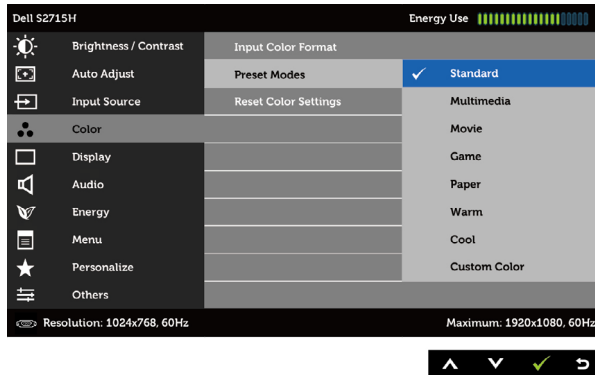 Dell S2715H Energy Use
Brightness / Contrast Input Color Format
Auto Adjust Preset Modes Standard
Input Source Reset Color Settings Multimedia
Color Movie
Display Game
Audio Paper
Energy Warm
Menu Cool
Personalize Custom Color
Others
Resolution: 1024x768, 60Hz Maximum: 1920x1080, 60Hz